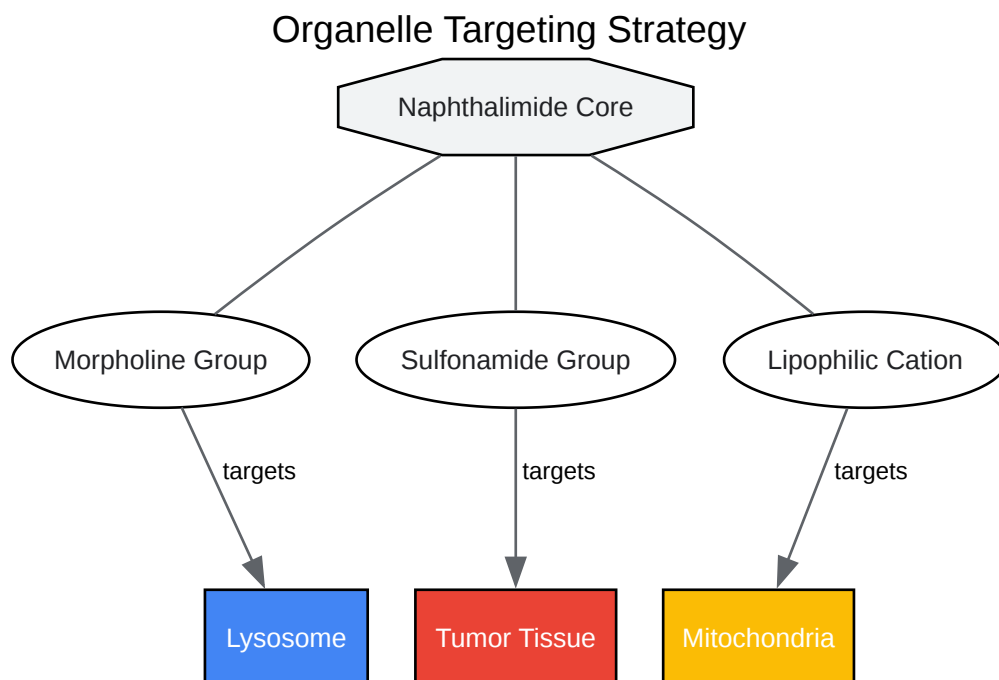 Organelle Targeting Strategy
Naphthalimide Core
Morpholine Group
Sulfonamide Group
Lipophilic Cation
targets
targets
targets
Lysosome
Tumor Tissue
Mitochondria